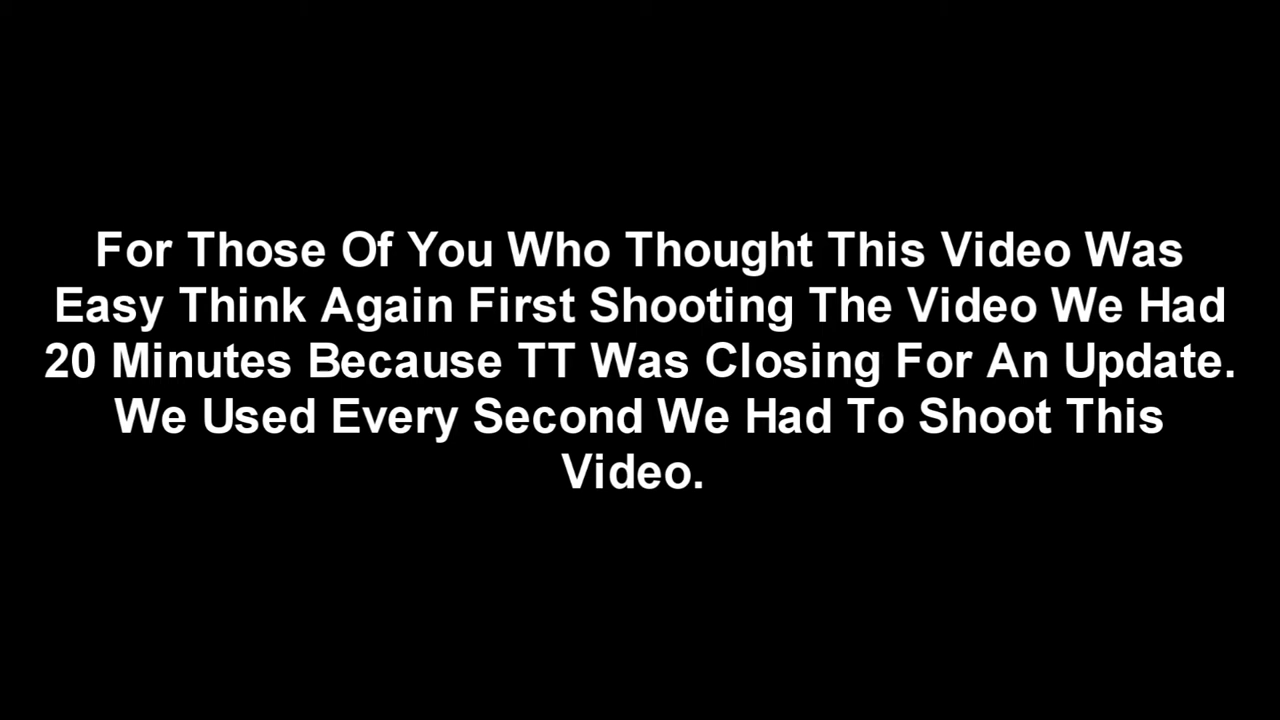 For Those Of You Who Thought This Video Was
Easy Think Again First Shooting The Video We Had
20 Minutes Because TT Was Closing For An Update.
We Used Every Second We Had To Shoot This
Video.